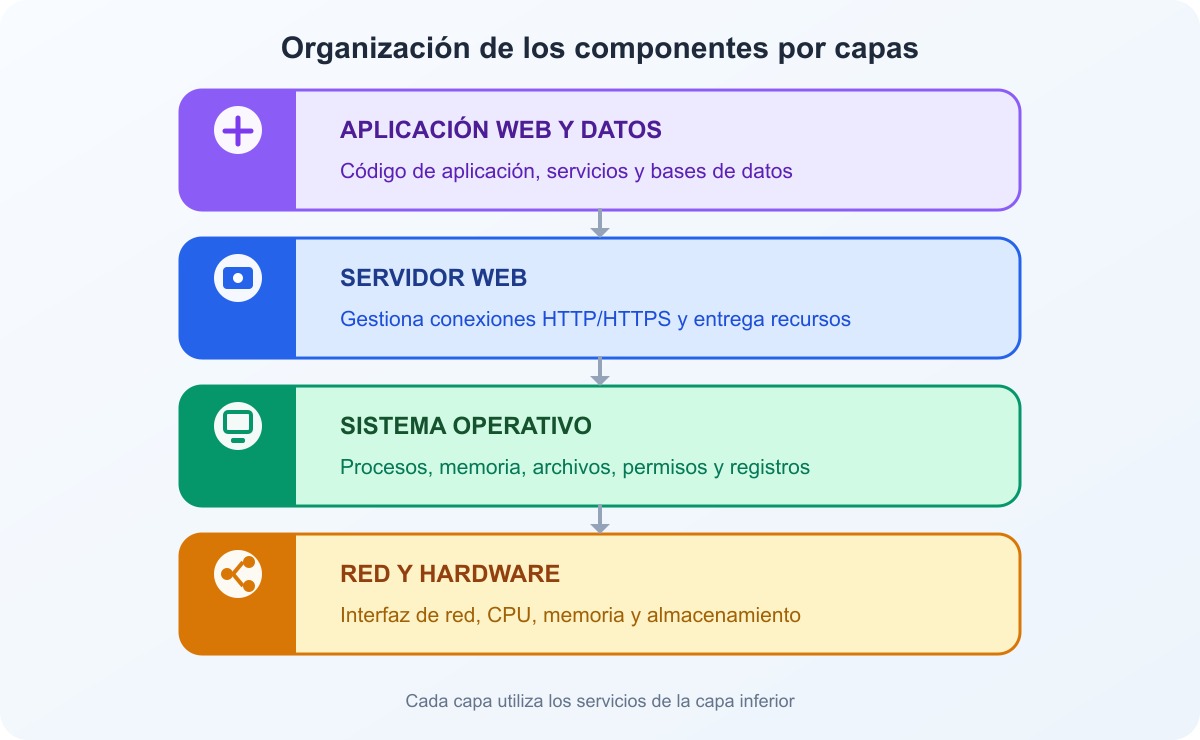 Organización de los componentes por capas
APLICACIÓN WEB Y DATOS
Código de aplicación, servicios y bases de datos
SERVIDOR WEB
Gestiona conexiones HTTP/HTTPS y entrega recursos
SISTEMA OPERATIVO
Procesos, memoria, archivos, permisos y registros
RED Y HARDWARE
Interfaz de red, CPU, memoria y almacenamiento
Cada capa utiliza los servicios de la capa inferior